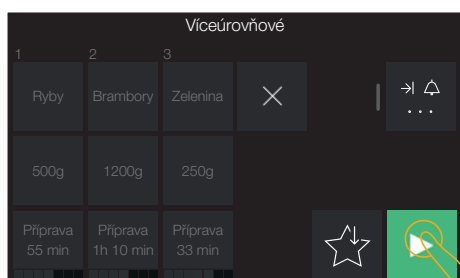 Víceúrovňové
1 2 3
Ryby Brambory Zelenina
500g 1200g 250g
Příprava Příprava Příprava
55 min 1h 10 min 33 min